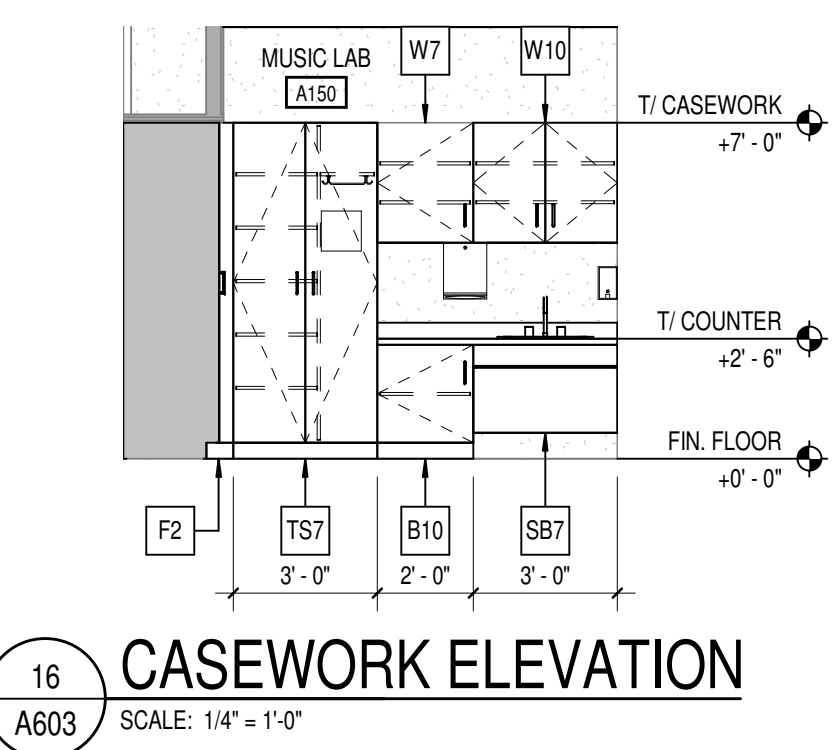 MUSIC LAB
A150
W7
W10
T/ CASEWORK
+7' - 0"
T/ COUNTER
+2' - 6"
FIN. FLOOR
+0' - 0"
F2
TS7
B10
SB7
3' - 0"
2' - 0"
3' - 0"
16
A603
CASEWORK ELEVATION
SCALE: 1/4" = 1'-0"